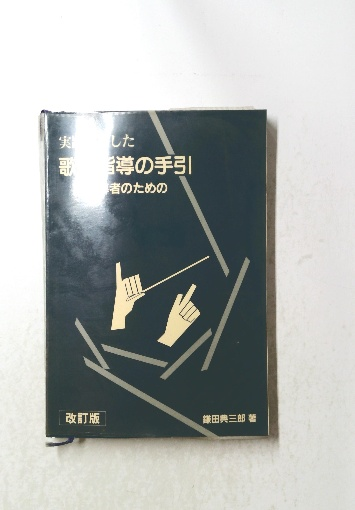 実 した
歌 指導の手引
者のための
改訂版
鎌田典三郎 著